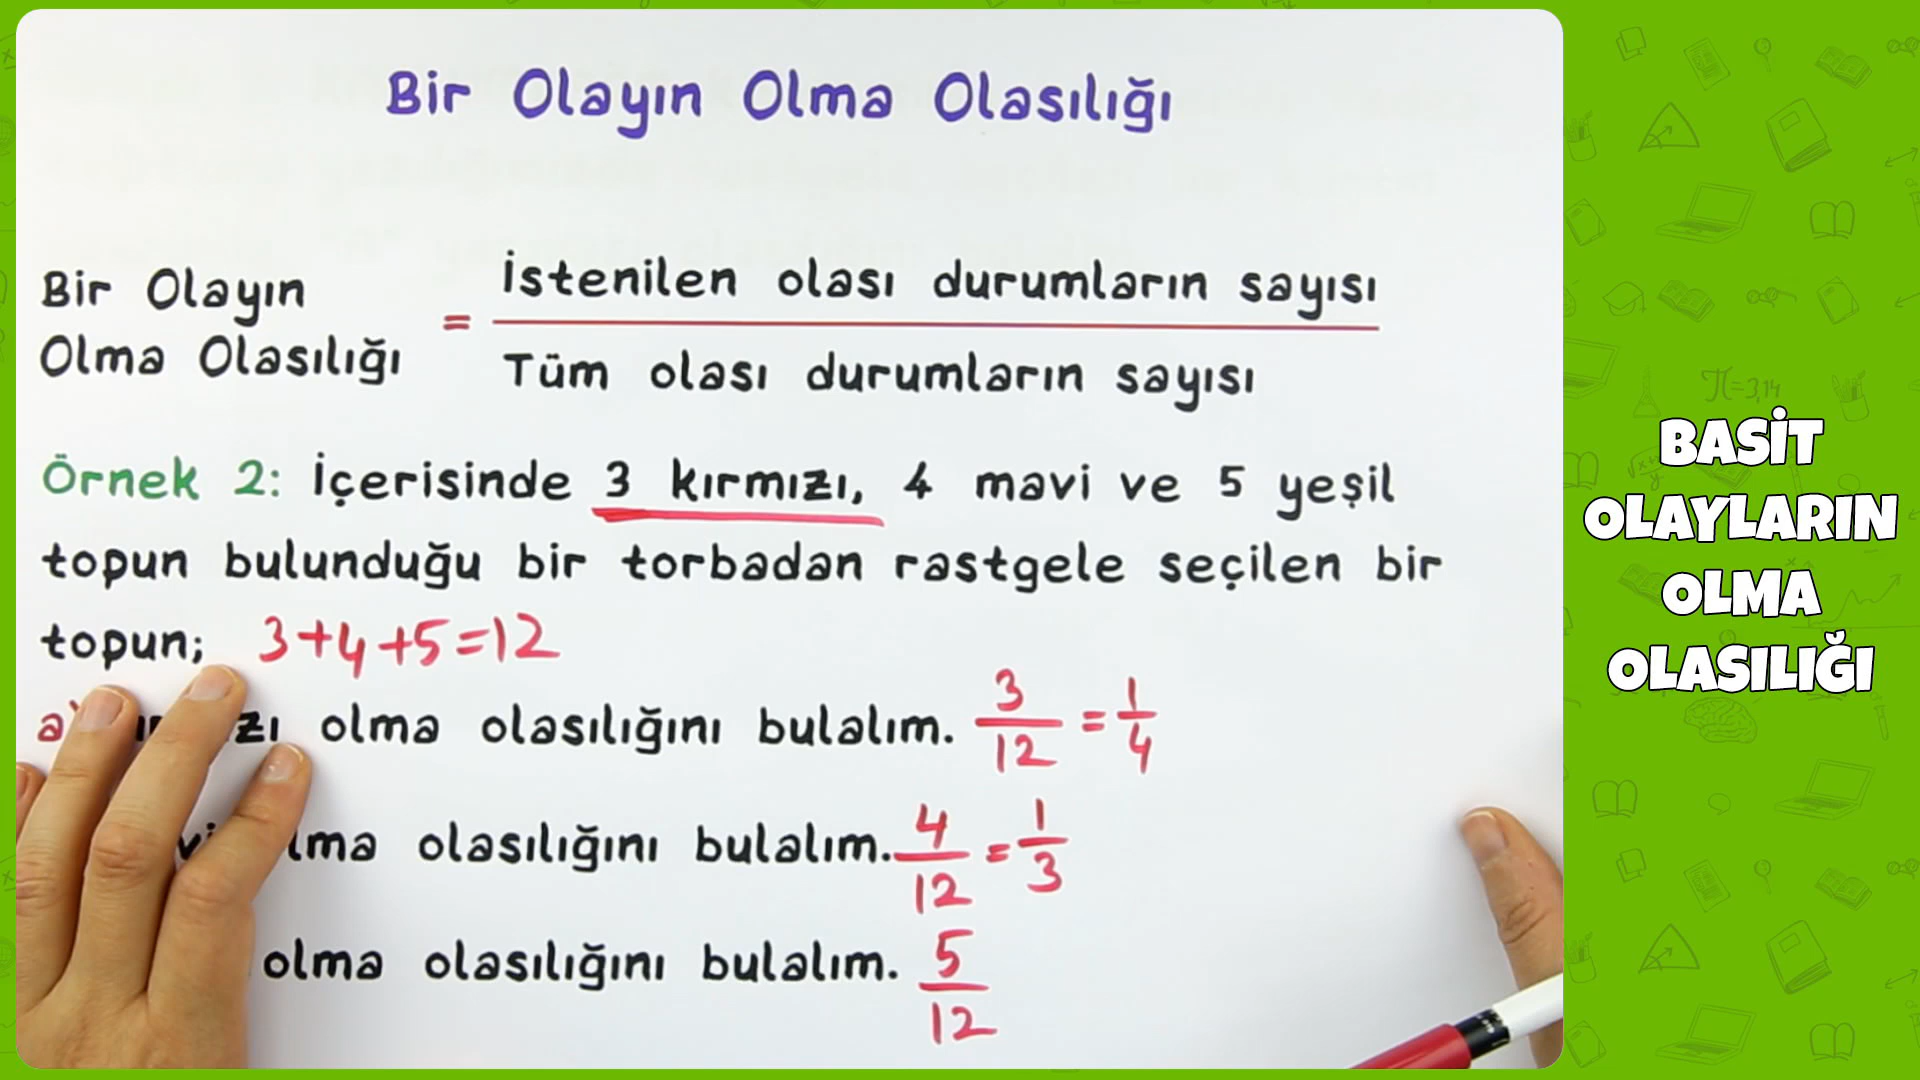 Bir Olayın Olma Olasılığı
Bir Olayın
Olma Olasılığı
=
İstenilen olası durumların sayısı
Tüm olası durumların sayısı
Örnek 2: İçerisinde 3 kırmızı, 4 mavi ve 5 yeşil
topun bulunduğu bir torbadan rastgele seçilen bir
topun; 3+4+5=12
olma olasılığını bulalım. 3/12 = 1/4
olasılığını bulalım. 4/12 = 1/3
olma olasılığını bulalım. 5/12
BASİT
OLAYLARIN
OLMA
OLASILIĞI
π=3,14